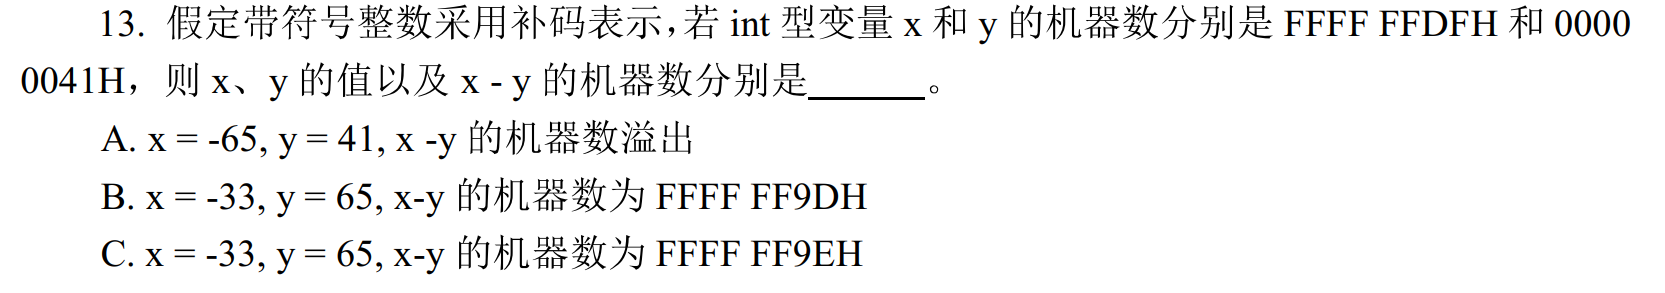 13. 假定带符号整数采用补码表示,若 int 型变量 x 和 y 的机器数分别是 FFFF FFDFH 和 0000
0041H，则 x、y 的值以及 x - y 的机器数分别是______。
A. x = -65, y = 41, x -y 的机器数溢出
B. x = -33, y = 65, x-y 的机器数为 FFFF FF9DH
C. x = -33, y = 65, x-y 的机器数为 FFFF FF9EH